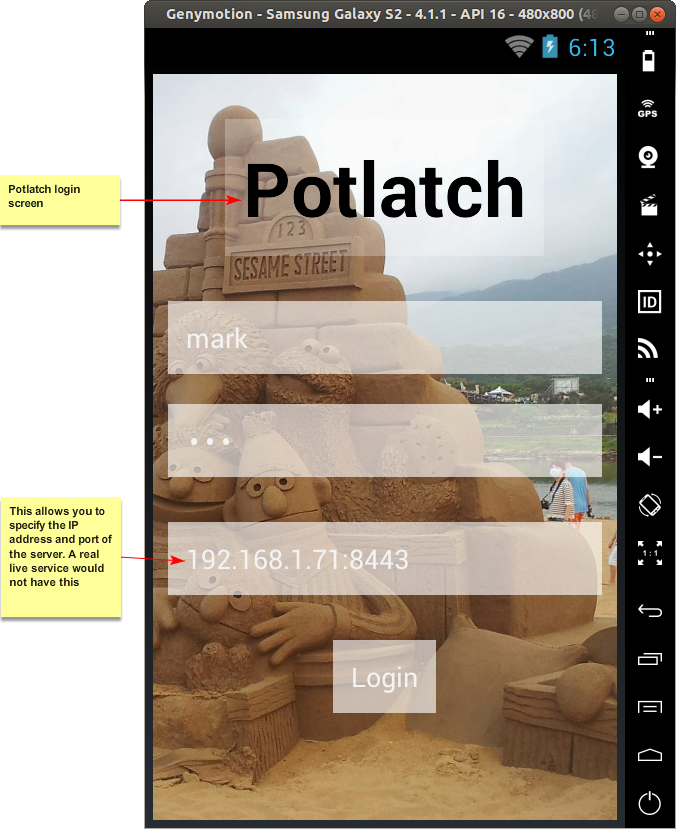 Genymotion - Samsung Galaxy S2 - 4.1.1 - API 16 - 480x800 (48
6:13
GPS
Potlatch login
screen
Potlatch
123
SESAME STREET
ID
mark
This allows you to
specify the IP
address and port of
the server. A real
live service would
not have this
192.168.1.71:8443
1:1
Login